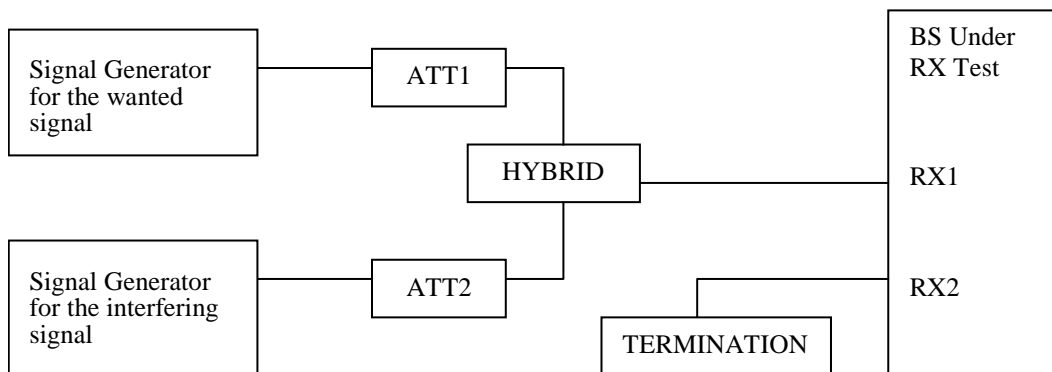 Signal Generator
for the wanted
signal
ATT1
HYBRID
Signal Generator
for the interfering
signal
ATT2
TERMINATION
BS Under
RX Test
RX1
RX2